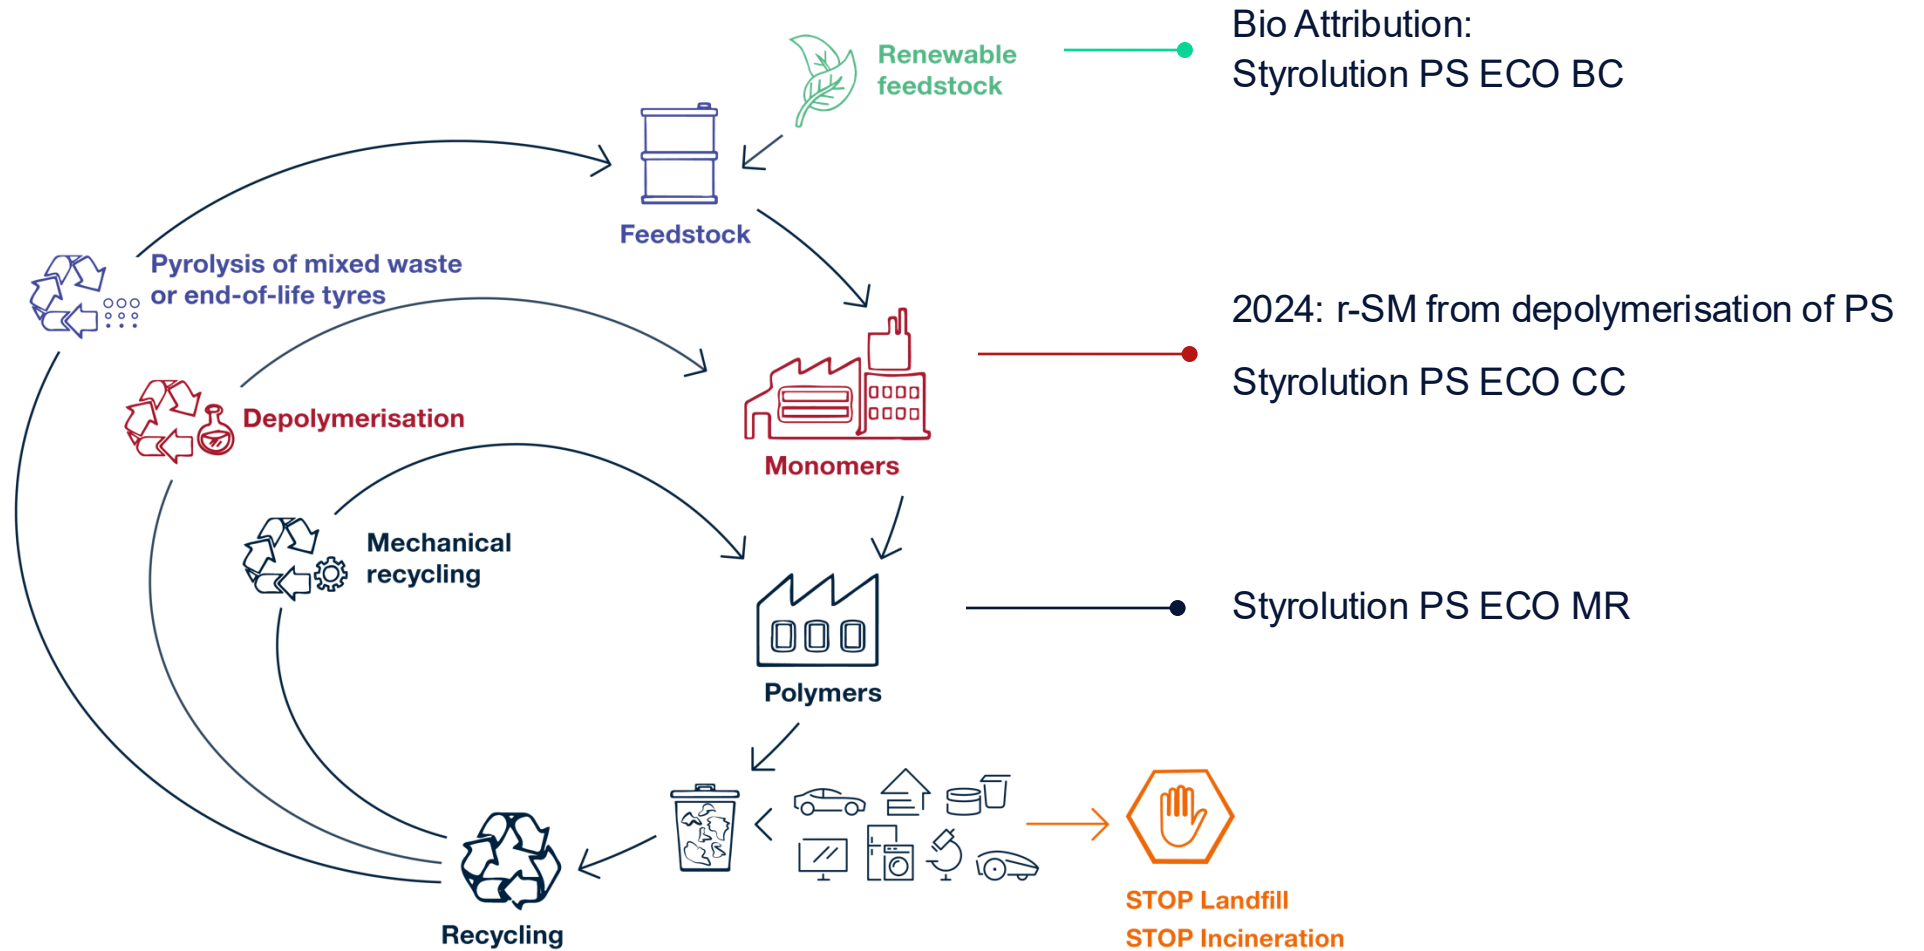 Bio Attribution:
Styrolution PS ECO BC
Renewable
feedstock
Feedstock
Pyrolysis of mixed waste
or end-of-life tyres
2024: r-SM from depolymerisation of PS
Styrolution PS ECO CC
Depolymerisation
Monomers
Mechanical
recycling
Styrolution PS ECO MR
Polymers
STOP Landfill
STOP Incineration
Recycling